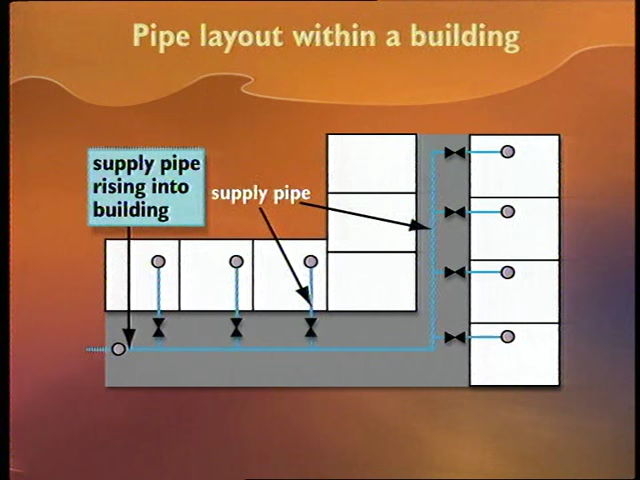 Pipe layout within a building
supply pipe
rising into
building
supply pipe